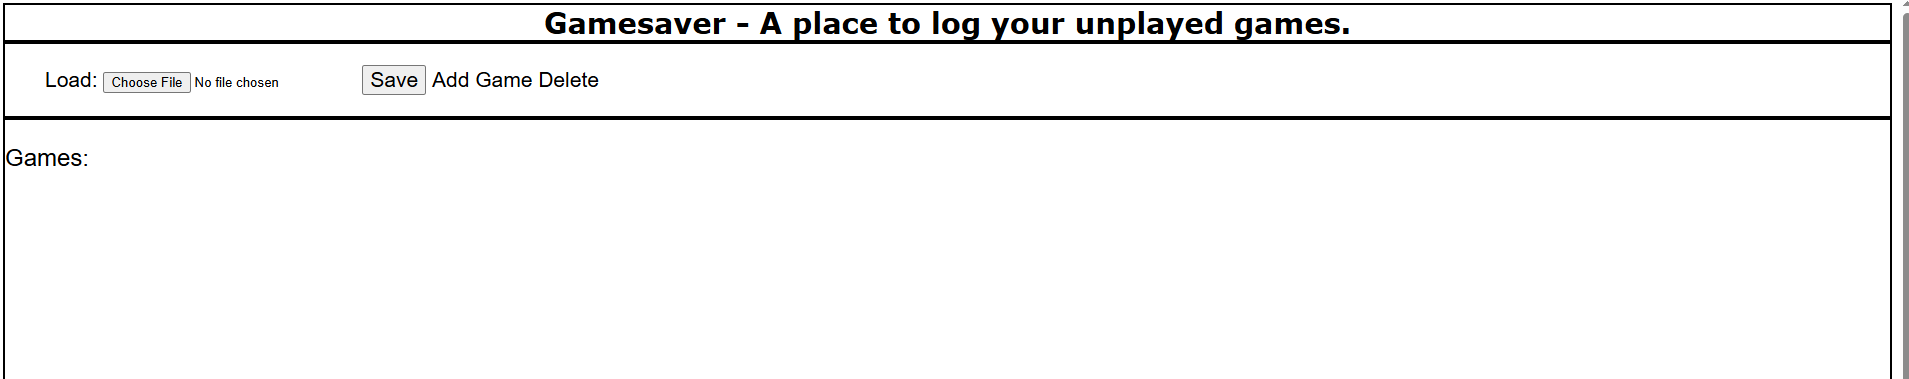 Gamesaver - A place to log your unplayed games.
Load: Choose File No file chosen Save Add Game Delete
Games: